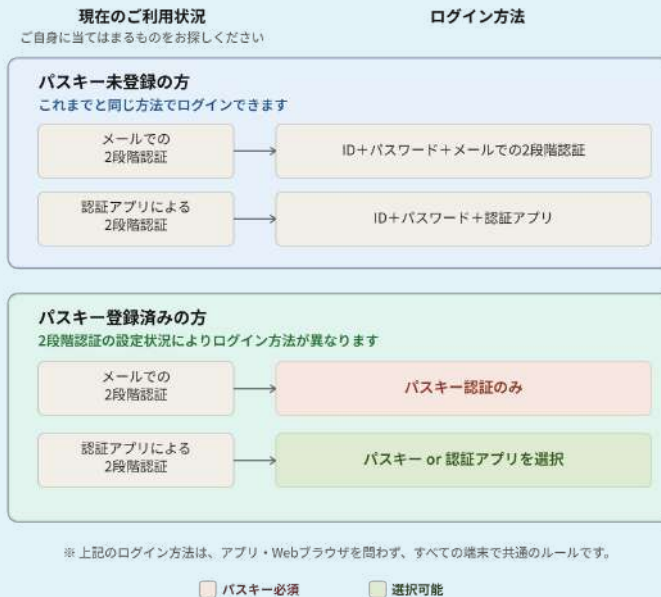 現在のご利用状況
ログイン方法
ご自身に当てはまるものをお探しください
パスキー未登録の方
これまでと同じ方法でログインできます
メールでの
2段階認証
ID+パスワード+メールでの2段階認証
認証アプリによる
2段階認証
ID+パスワード+認証アプリ
パスキー登録済みの方
2段階認証の設定状況によりログイン方法が異なります
メールでの
2段階認証
パスキー認証のみ
認証アプリによる
2段階認証
パスキー or 認証アプリを選択
※ 上記のログイン方法は、アプリ・Webブラウザを問わず、すべての端末で共通のルールです。
パスキー必須
選択可能